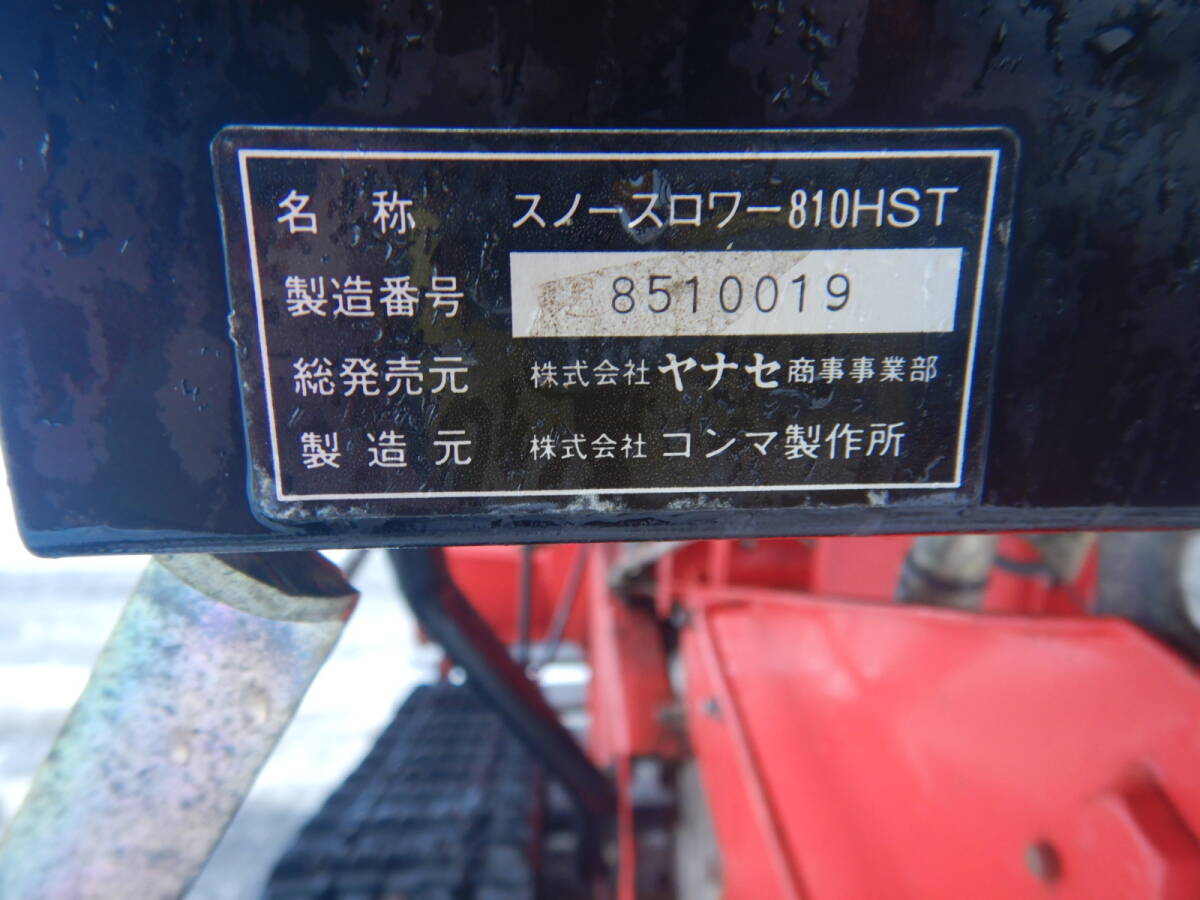 名称 スノースロワー810HST
製造番号 8510019
総発売元 株式会社ヤナセ商事事業部
製造元 株式会社コンマ製作所